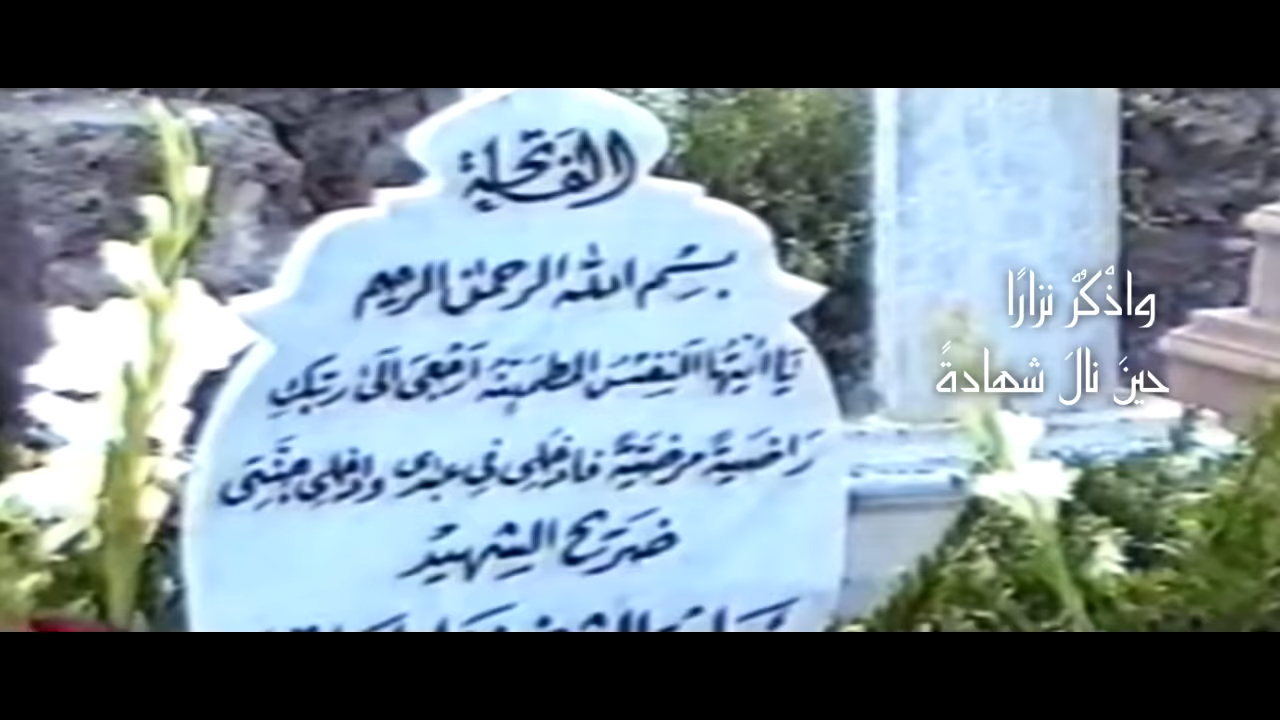 الفاتحة
بسم الله الرحمن الرحيم
يا أيتها النفس المطمئنة ارجعي الى ربك
راضية مرضية فادخلي في عبادي وادخلي جنتي
ضريح الشهيد
واذْكُرْ نزارًا
حينَ نالَ شهادةً